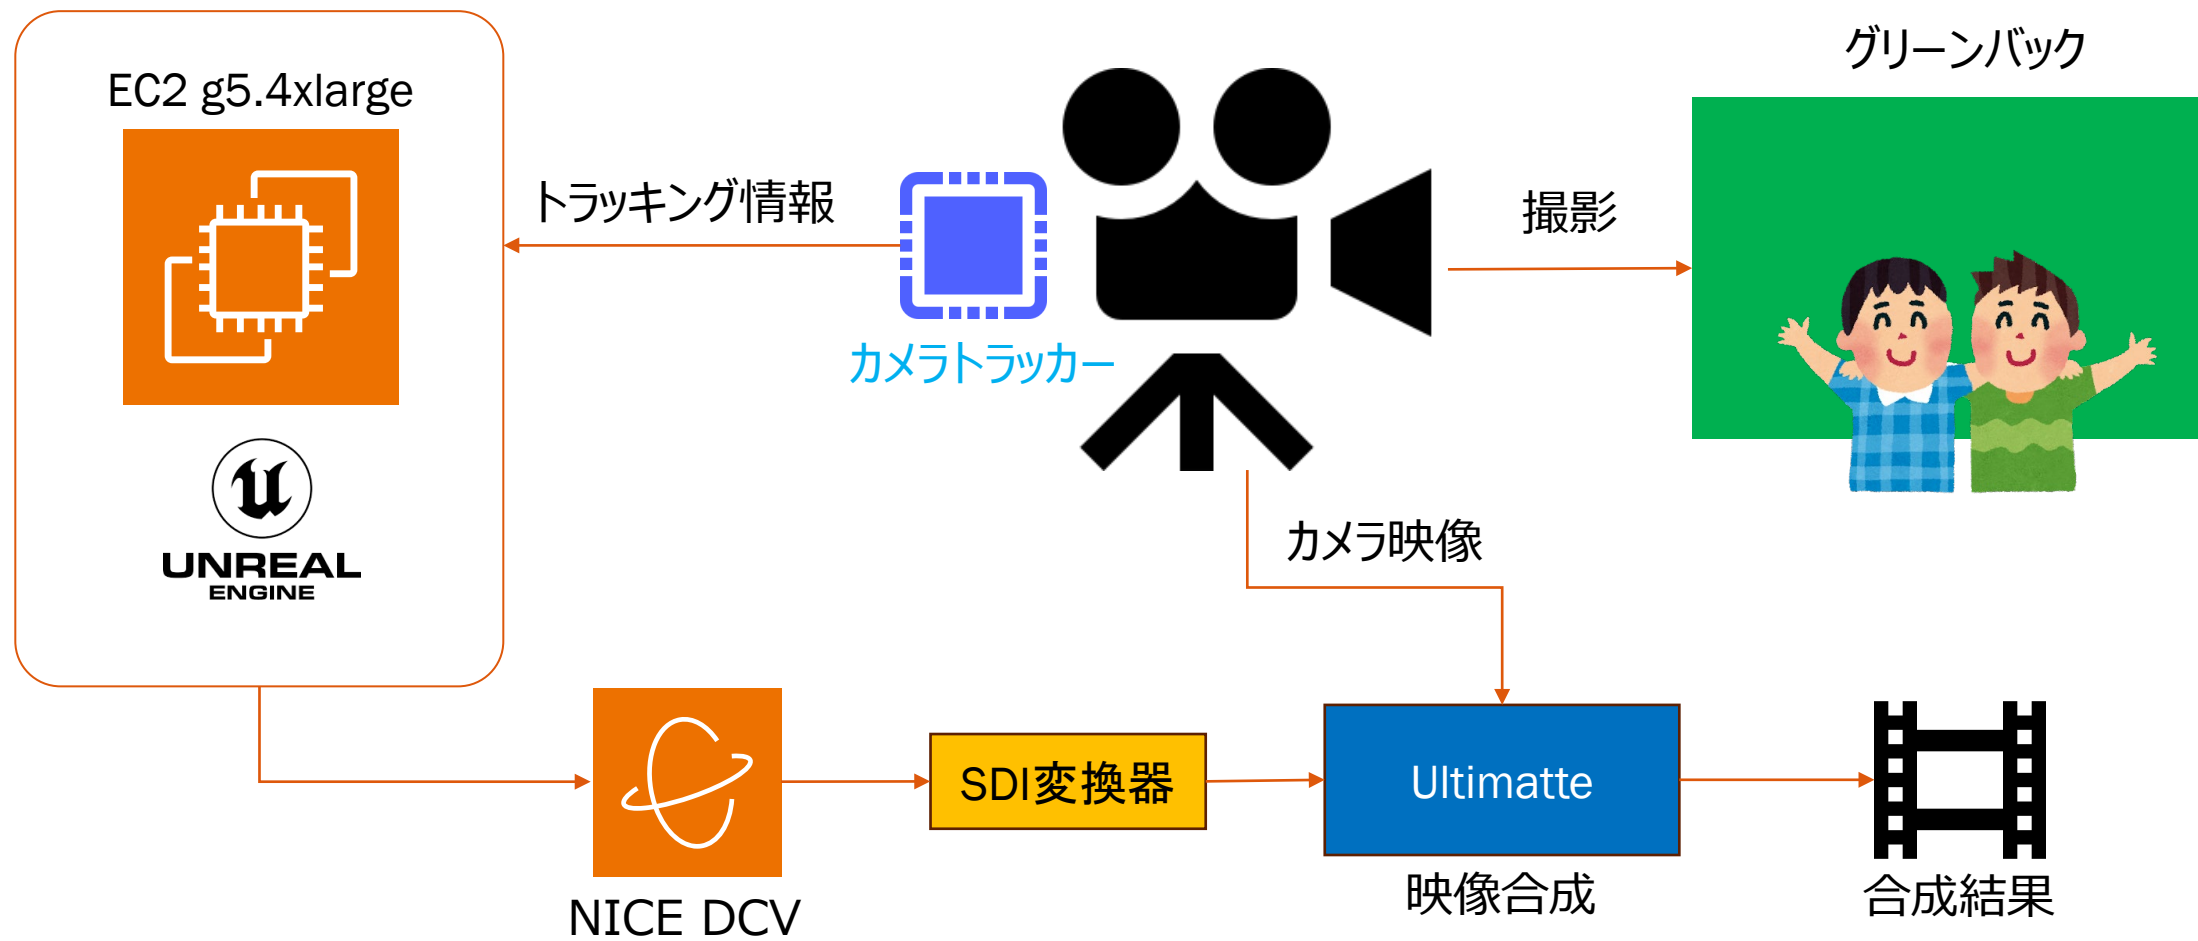 グリーンバック
EC2 g5.4xlarge
トラッキング情報
撮影
カメラトラッカー
カメラ映像
UNREAL
ENGINE
SDI変換器
Ultimatte
NICE DCV
映像合成
合成結果